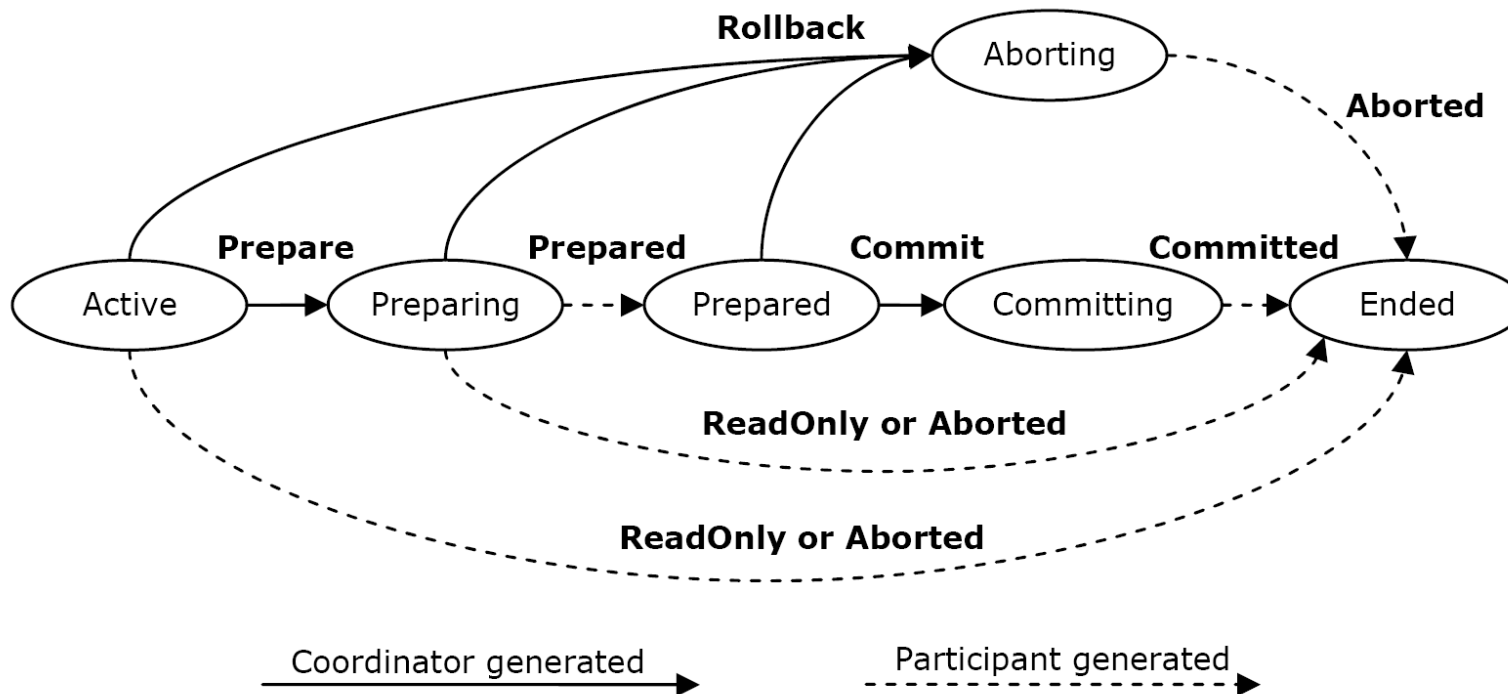 Rollback
Aborting
Aborted
Prepare
Prepared
Commit
Committed
Active
Preparing
Prepared
Committing
Ended
ReadOnly or Aborted
ReadOnly or Aborted
Coordinator generated
Participant generated